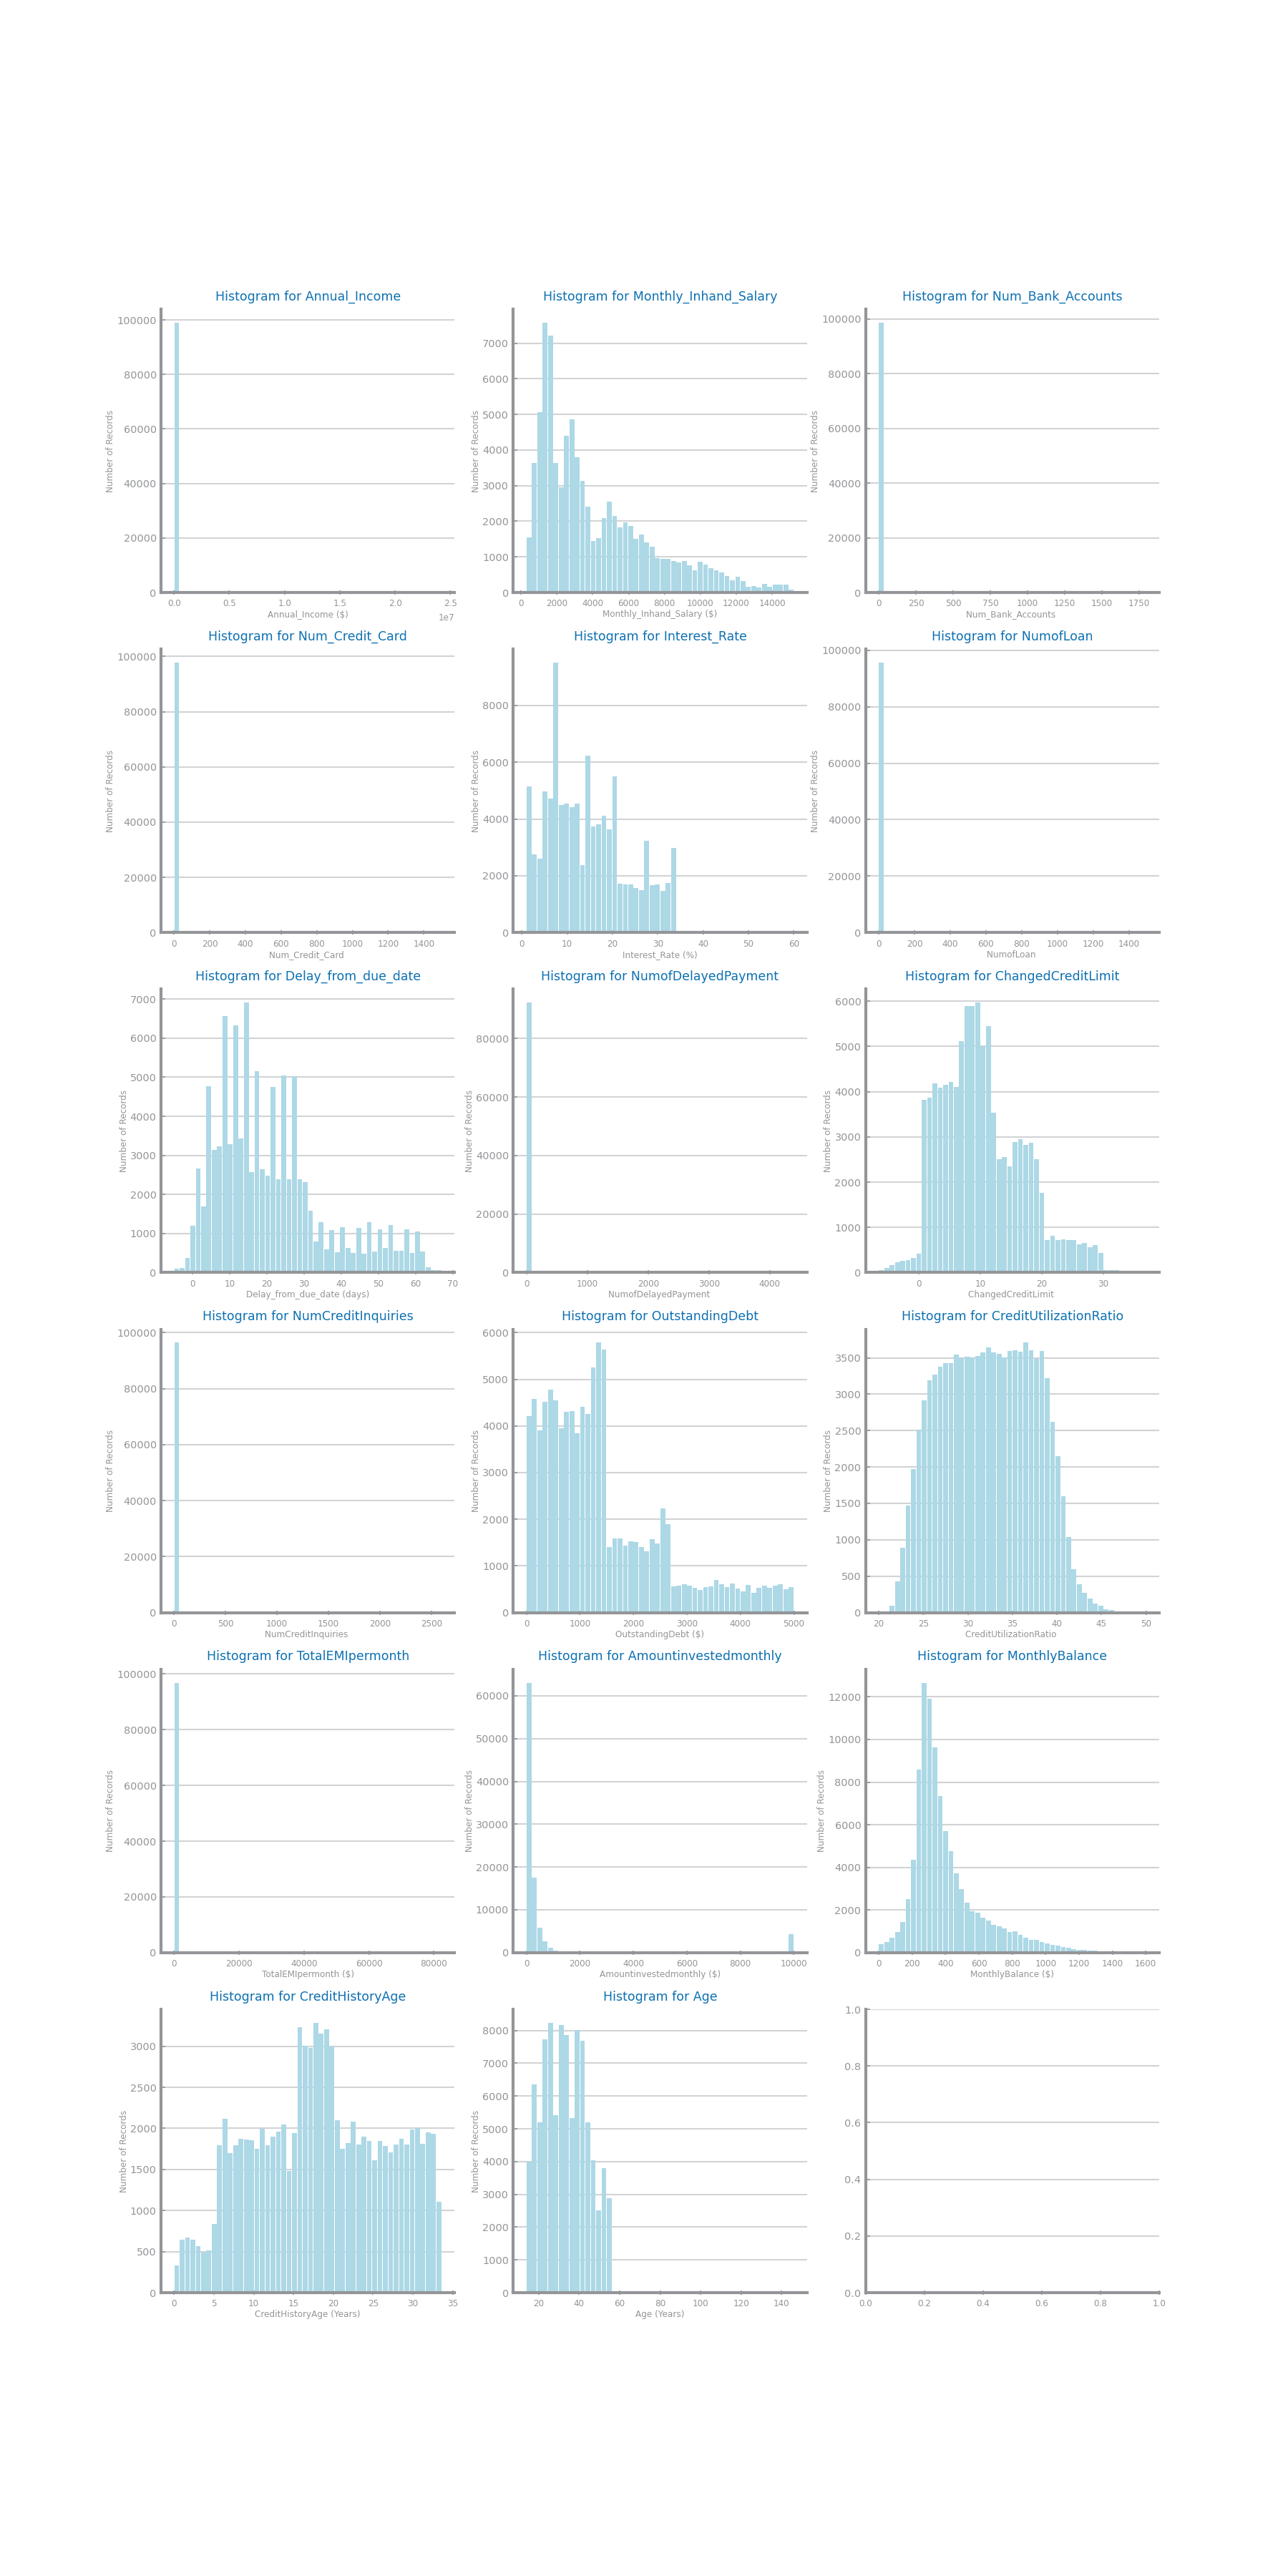 Histogram for Annual_Income
Number of Records
100000
80000
60000
40000
20000
0
0.0 0.5 1.0 1.5 2.0 2.5
Annual_Income ($)
1e7
Histogram for Monthly_Inhand_Salary
Number of Records
7000
6000
5000
4000
3000
2000
1000
0
0 2000 4000 6000 8000 10000 12000 14000
Monthly_Inhand_Salary ($)
Histogram for Num_Bank_Accounts
Number of Records
100000
80000
60000
40000
20000
0
0 250 500 750 1000 1250 1500 1750
Num_Bank_Accounts
Histogram for Num_Credit_Card
Number of Records
100000
80000
60000
40000
20000
0
0 200 400 600 800 1000 1200 1400
Num_Credit_Card
Histogram for Interest_Rate
Number of Records
8000
6000
4000
2000
0
0 10 20 30 40 50 60
Interest_Rate (%)
Histogram for NumofLoan
Number of Records
100000
80000
60000
40000
20000
0
0 200 400 600 800 1000 1200 1400
NumofLoan
Histogram for Delay_from_due_date
Number of Records
7000
6000
5000
4000
3000
2000
1000
0
0 10 20 30 40 50 60 70
Delay_from_due_date (days)
Histogram for NumofDelayedPayment
Number of Records
80000
60000
40000
20000
0
0 1000 2000 3000 4000
NumofDelayedPayment
Histogram for ChangedCreditLimit
Number of Records
6000
5000
4000
3000
2000
1000
0
0 10 20 30
ChangedCreditLimit
Histogram for NumCreditInquiries
Number of Records
100000
80000
60000
40000
20000
0
0 500 1000 1500 2000 2500
NumCreditInquiries
Histogram for OutstandingDebt
Number of Records
6000
5000
4000
3000
2000
1000
0
0 1000 2000 3000 4000 5000
OutstandingDebt ($)
Histogram for CreditUtilizationRatio
Number of Records
3500
3000
2500
2000
1500
1000
500
0
20 25 30 35 40 45 50
CreditUtilizationRatio
Histogram for TotalEMIpermonth
Number of Records
100000
80000
60000
40000
20000
0
0 20000 40000 60000 80000
TotalEMIpermonth ($)
Histogram for Amountinvestedmonthly
Number of Records
60000
50000
40000
30000
20000
10000
0
0 2000 4000 6000 8000 10000
Amountinvestedmonthly ($)
Histogram for MonthlyBalance
Number of Records
12000
10000
8000
6000
4000
2000
0
0 200 400 600 800 1000 1200 1400 1600
MonthlyBalance ($)
Histogram for CreditHistoryAge
Number of Records
3000
2500
2000
1500
1000
500
0
0 5 10 15 20 25 30 35
CreditHistoryAge (Years)
Histogram for Age
Number of Records
8000
7000
6000
5000
4000
3000
2000
1000
0
20 40 60 80 100 120 140
Age (Years)
1.0
0.8
0.6
0.4
0.2
0.0
0.0 0.2 0.4 0.6 0.8 1.0